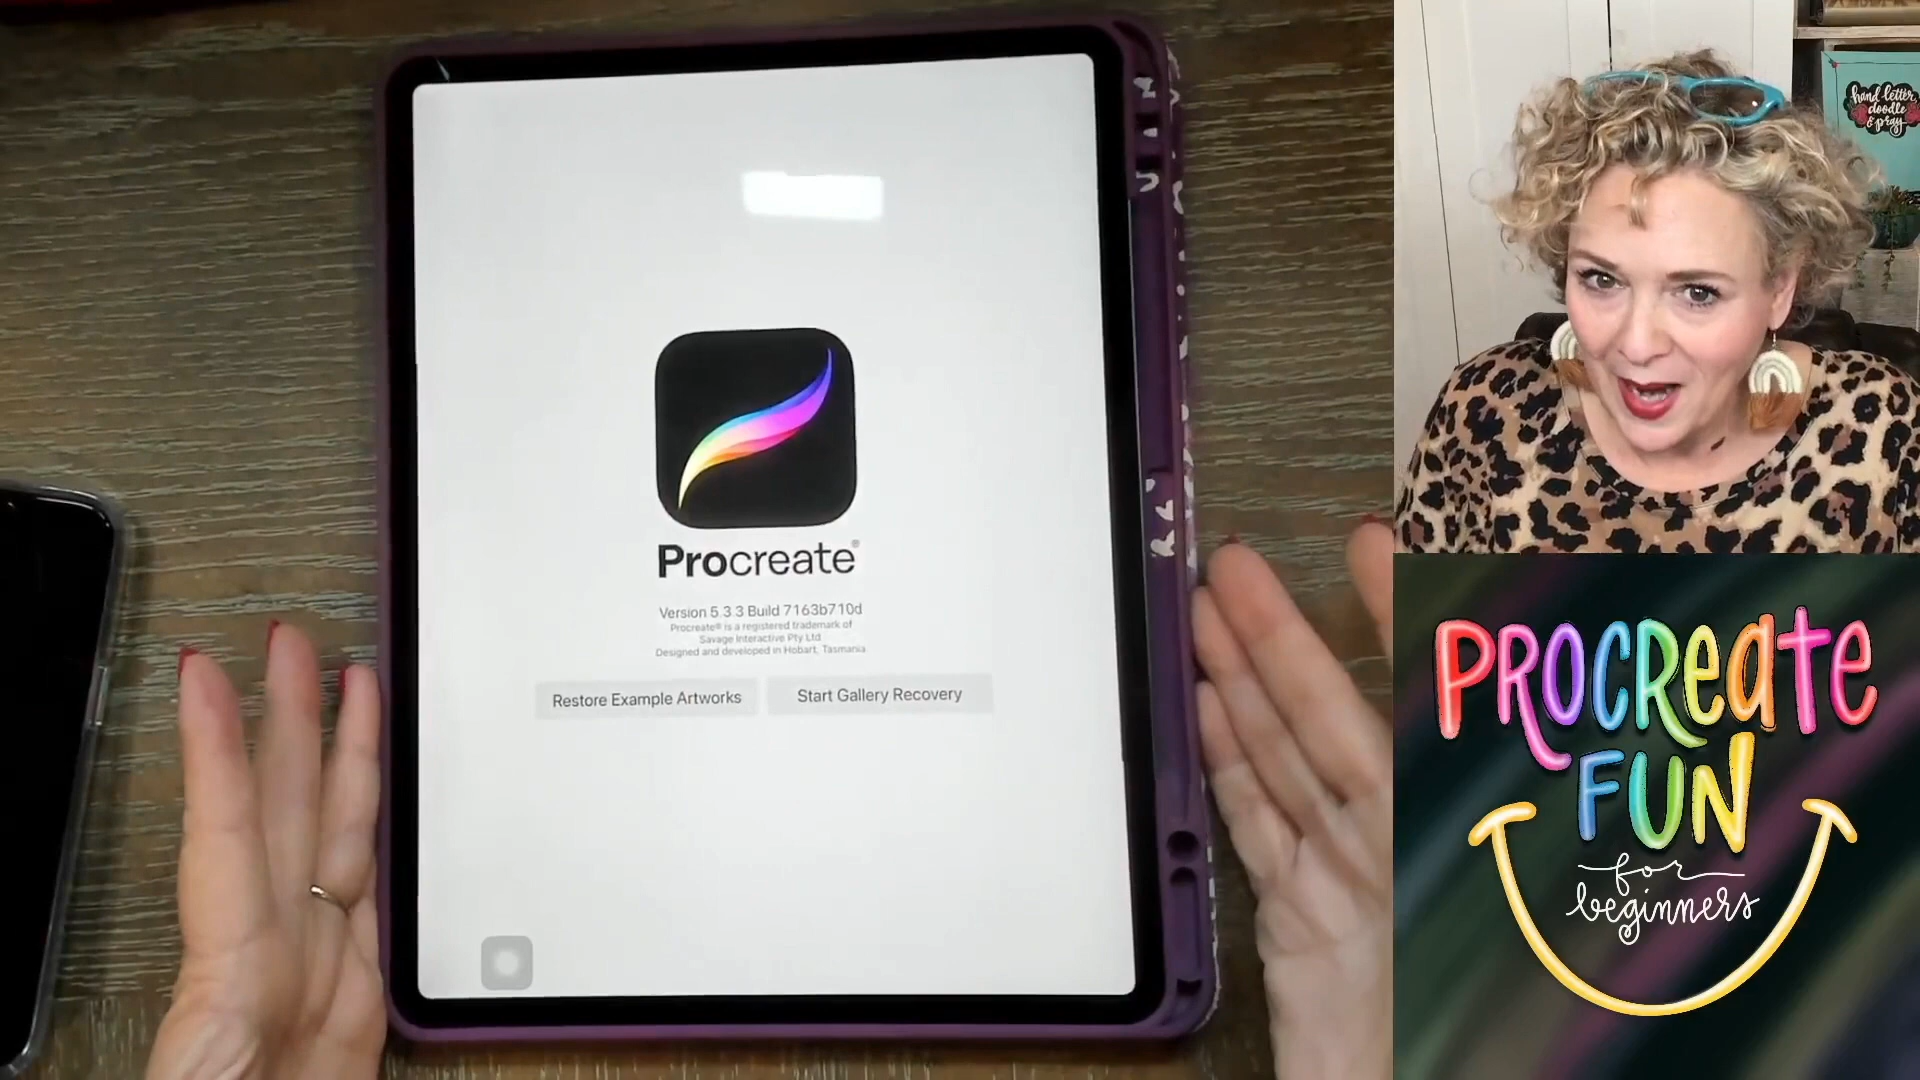 Procreate®
Version 5.3.3 Build 7163b710d
Procreate® is a registered trademark of
Savage Interactive Pty Ltd.
Designed and developed in Hobart, Tasmania.
Restore Example Artworks
Start Gallery Recovery
hand letter,
doodle
& pray
PROCReate
FUN
for
beginners